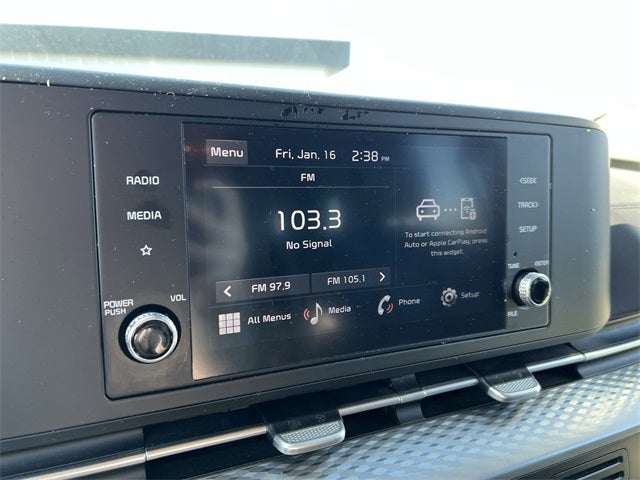 Menu Fri, Jan. 16 2:38 PM
FM
103.3
No Signal
FM 97.9 FM 105.1
All Menus Media Phone Setup
To start connecting Android
Auto or Apple CarPlay, press
this widget.
RADIO
MEDIA
POWER
PUSH
VOL
<SEEK
TRACK>
SETUP
TUNE ENTER
FILE